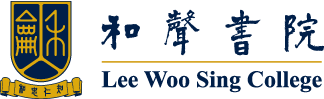 和聲書院
Lee Woo Sing College